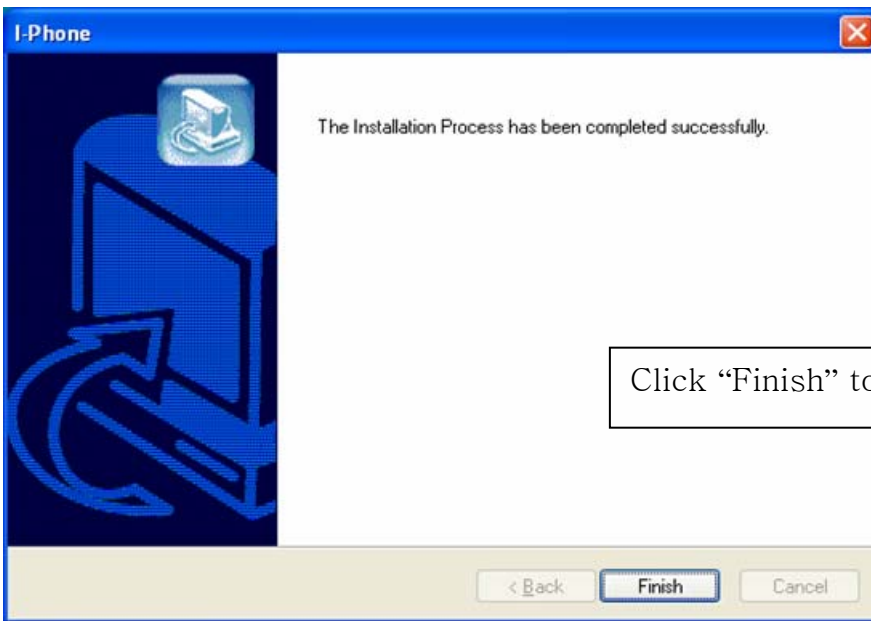 I-Phone
The Installation Process has been completed successfully.
Click “Finish” to
< Back Finish Cancel